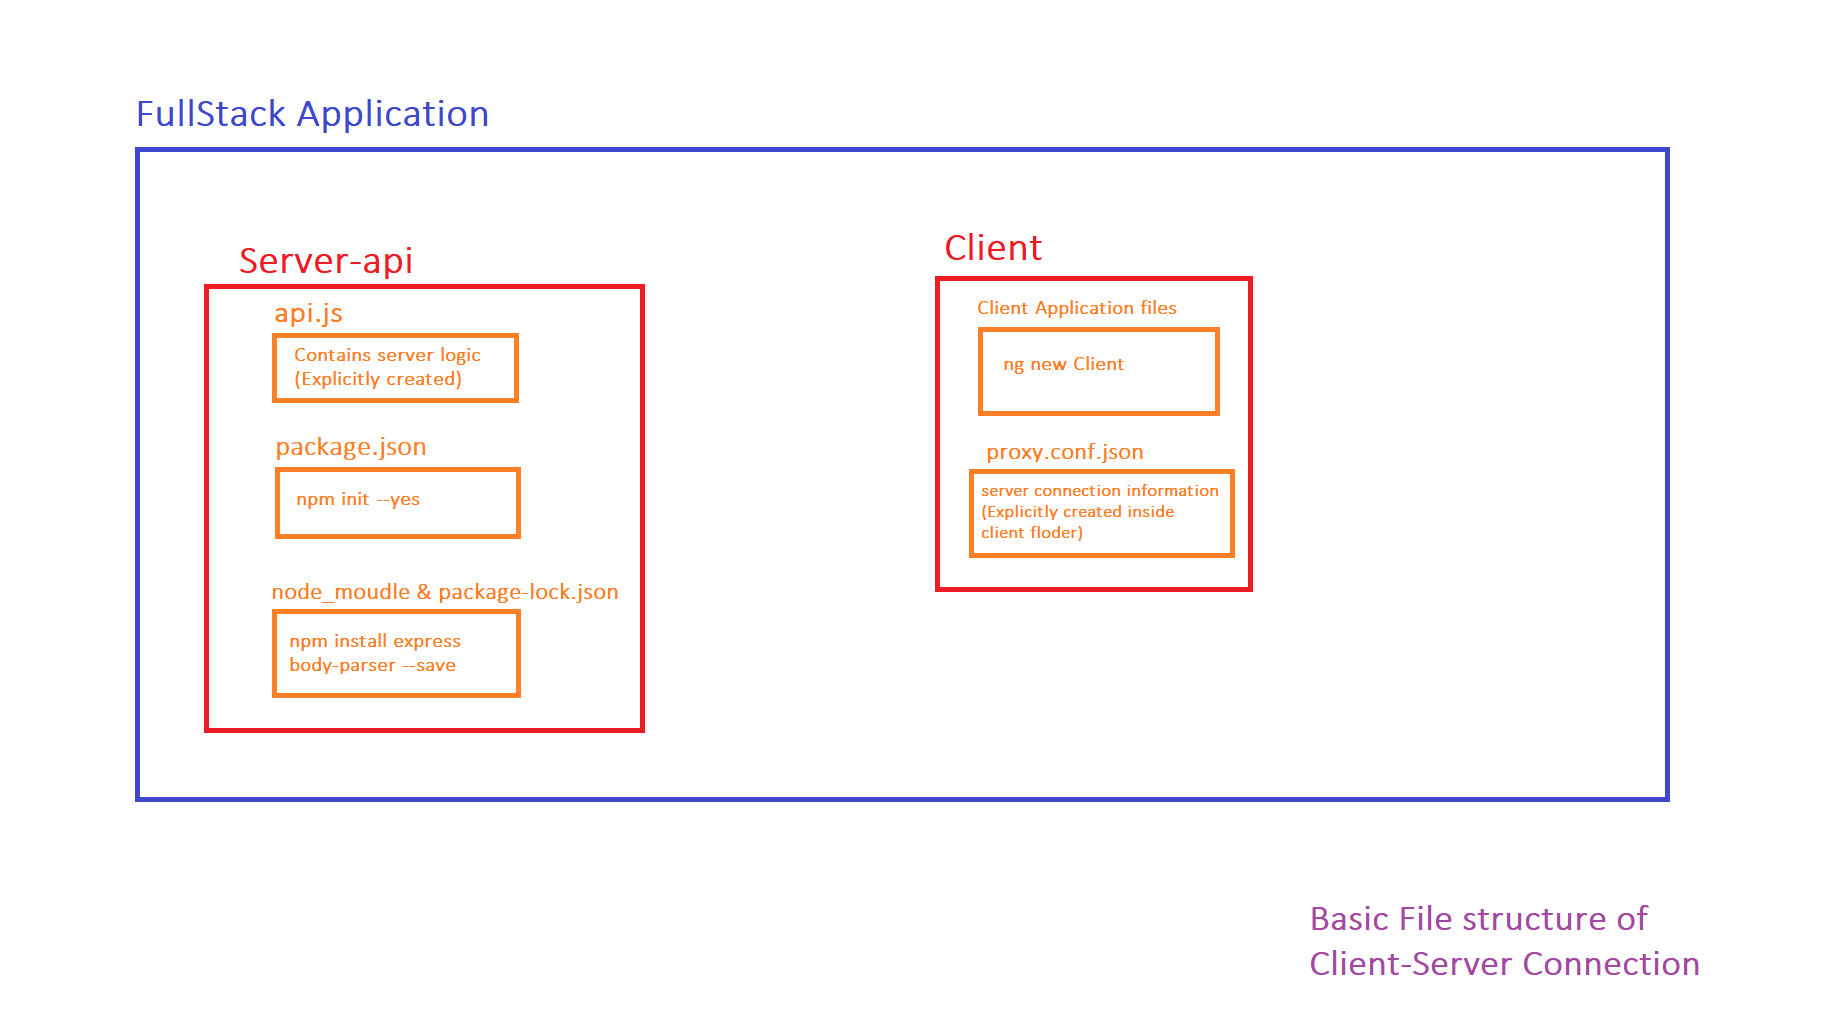 FullStack Application
Server-api
api.js
Contains server logic
(Explicitly created)
package.json
npm init --yes
node_moudle & package-lock.json
npm install express
body-parser --save
Client
Client Application files
ng new Client
proxy.conf.json
server connection information
(Explicitly created inside
client floder)
Basic File structure of
Client-Server Connection